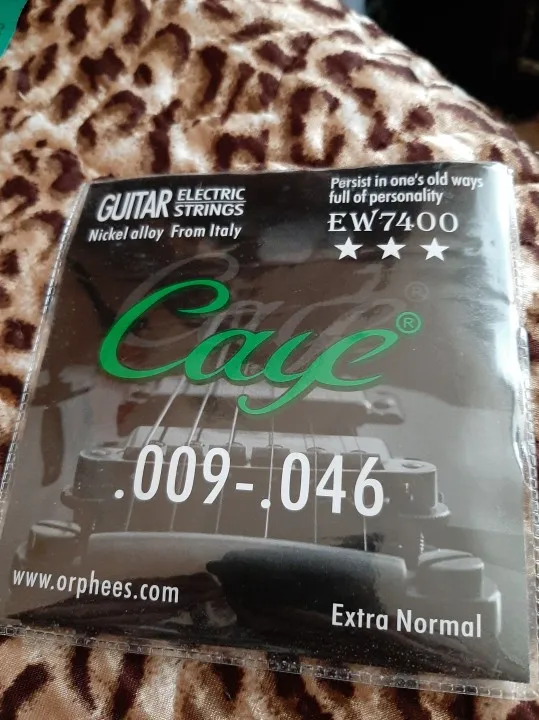 GUITAR ELECTRIC STRINGS
Nickel alloy From Italy
Persist in one's old ways
full of personality
EW7400
Caye®
.009-.046
www.orphees.com
Extra Normal